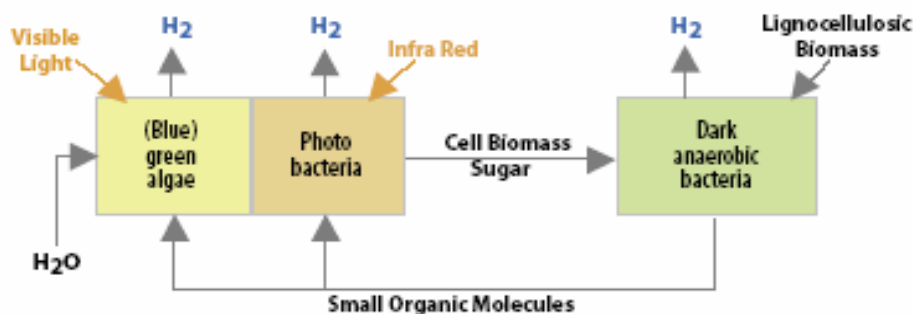 H2
H2
H2
Lignocellulosic
Biomass
Visible
Light
Infra Red
(Blue)
green
algae
Photo
bacteria
Cell Biomass
Sugar
Dark
anaerobic
bacteria
H2O
Small Organic Molecules